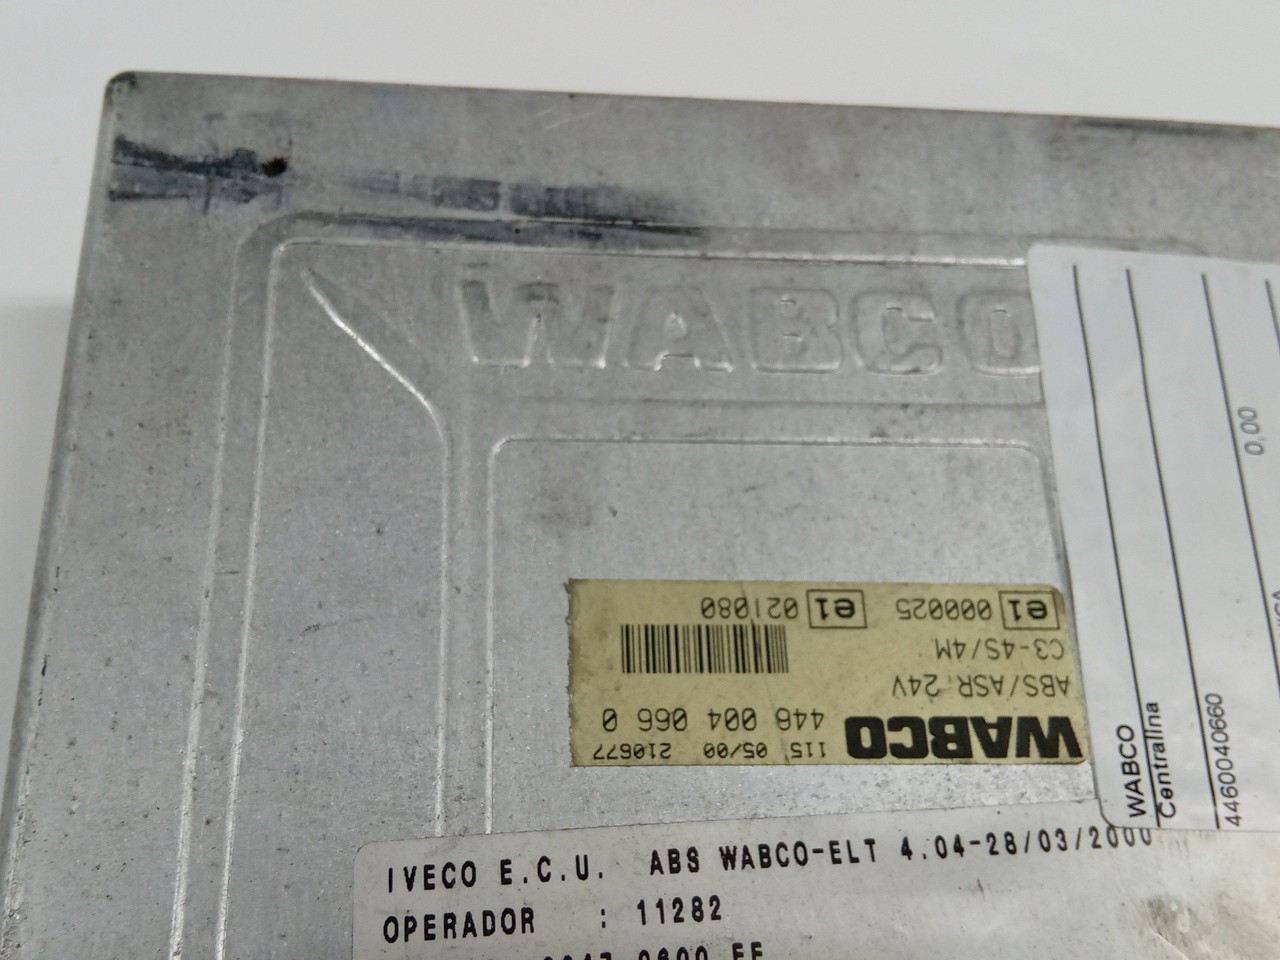 WABCO
115 05/00 210677
WABCO 446 004 066 0
ABS/ASR 24V
C3-4S/4M
e1 000025 e1 021080
WABCO
Centralina
4460040660
0,00
IVECO E.C.U. ABS WABCO-ELT 4.04-28/03/2000
OPERADOR : 11282